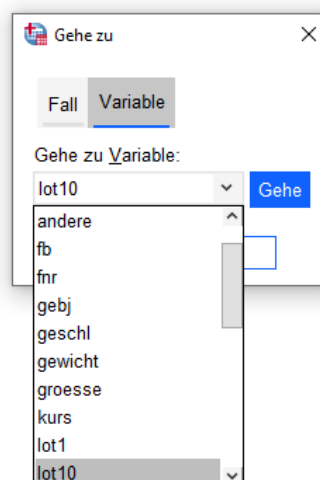 Gehe zu
Fall Variable
Gehe zu Variable:
lot10
Gehe
andere
fb
fnr
gebj
geschl
gewicht
groesse
kurs
lot1
lot10